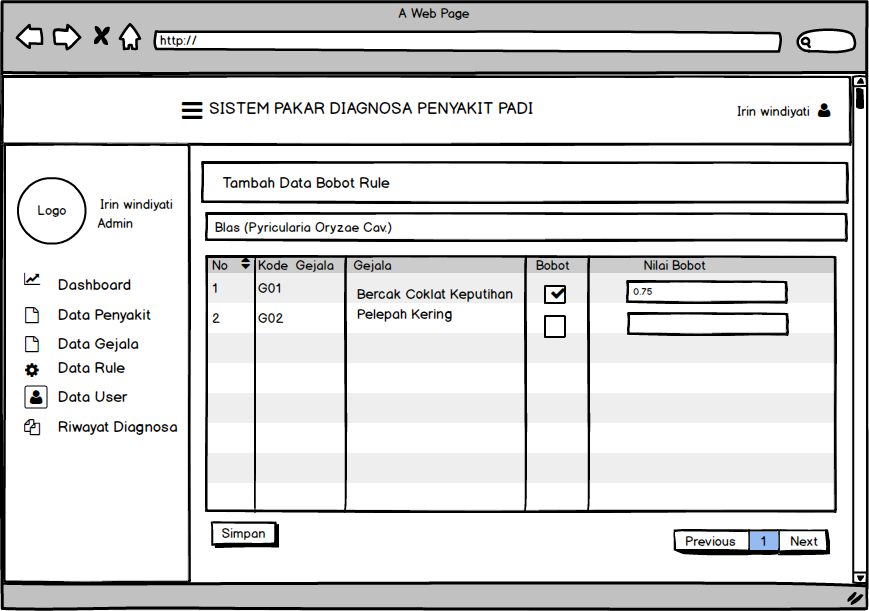 A Web Page
http://
SISTEM PAKAR DIAGNOSA PENYAKIT PADI
Irin windiyati
Logo
Irin windiyati
Admin
Dashboard
Data Penyakit
Data Gejala
Data Rule
Data User
Riwayat Diagnosa
Tambah Data Bobot Rule
Blas (Pyricularia Oryzae Cav.)
No Kode Gejala Gejala Bobot Nilai Bobot
1 G01 Bercak Coklat Keputihan 0.75
2 G02 Pelepah Kering
Simpan
Previous 1 Next